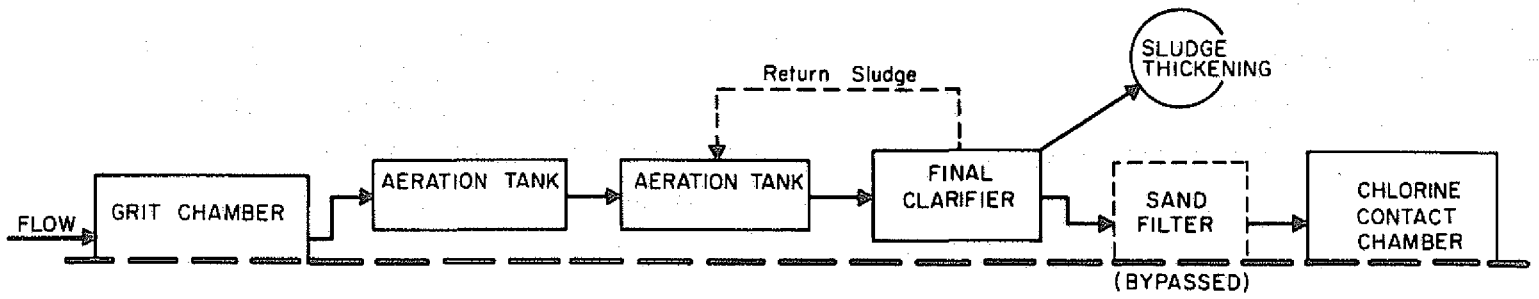 SLUDGE
THICKENING
Return Sludge
FLOW
GRIT CHAMBER
AERATION TANK
AERATION TANK
FINAL
CLARIFIER
SAND
FILTER
(BYPASSED)
CHLORINE
CONTACT
CHAMBER